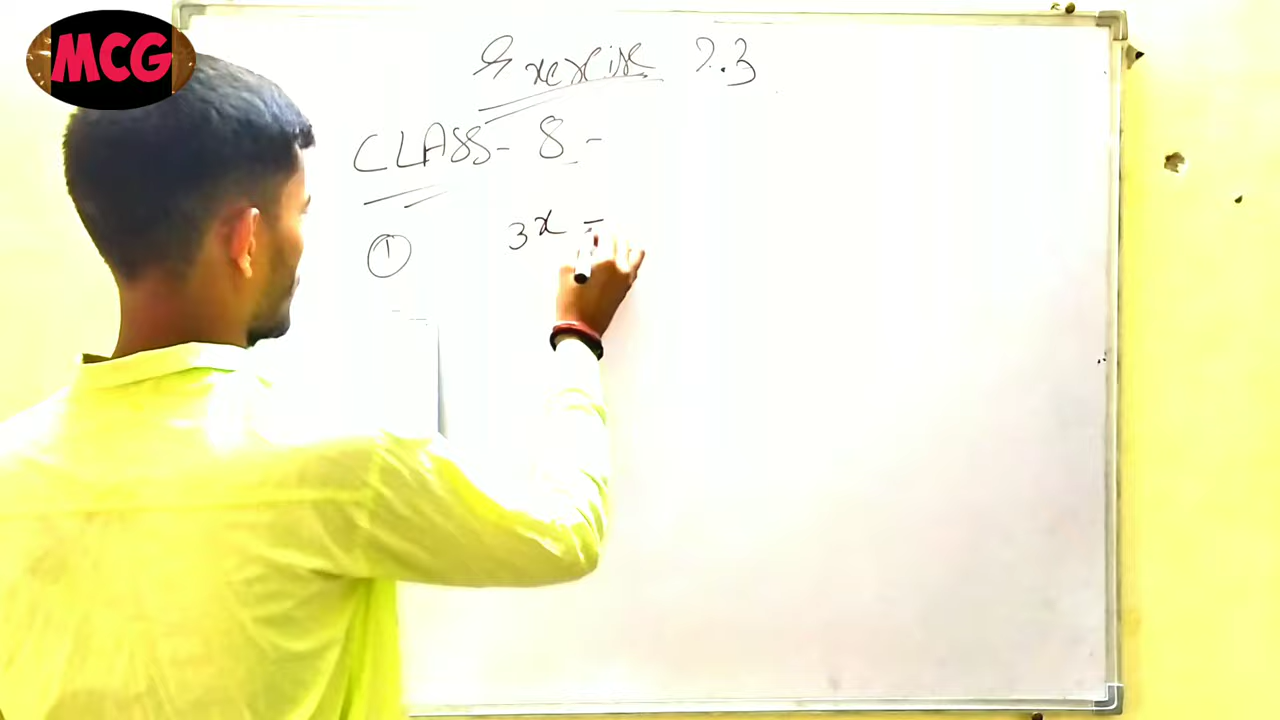 MCG
Exercise 2.3
CLASS- 8 -
① 3x =